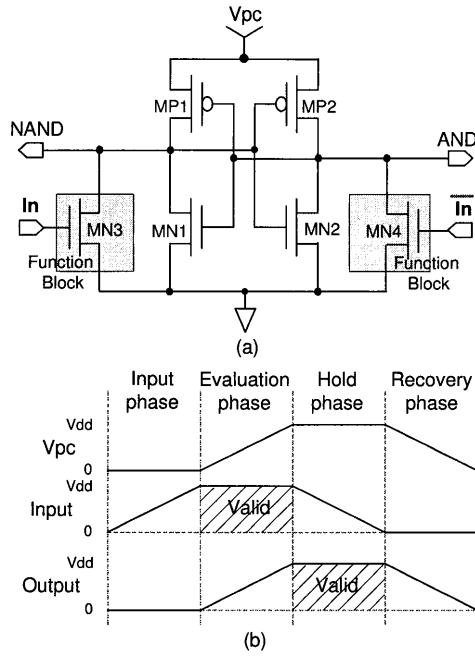 Vpc
MP1 MP2
NAND AND
In MN3 MN1 MN2 MN4 In
Function Block Function Block
(a)
Input phase Evaluation phase Hold phase Recovery phase
Vdd
Vpc
0
Vdd
Input Valid
0
Vdd
Output Valid
0
(b)